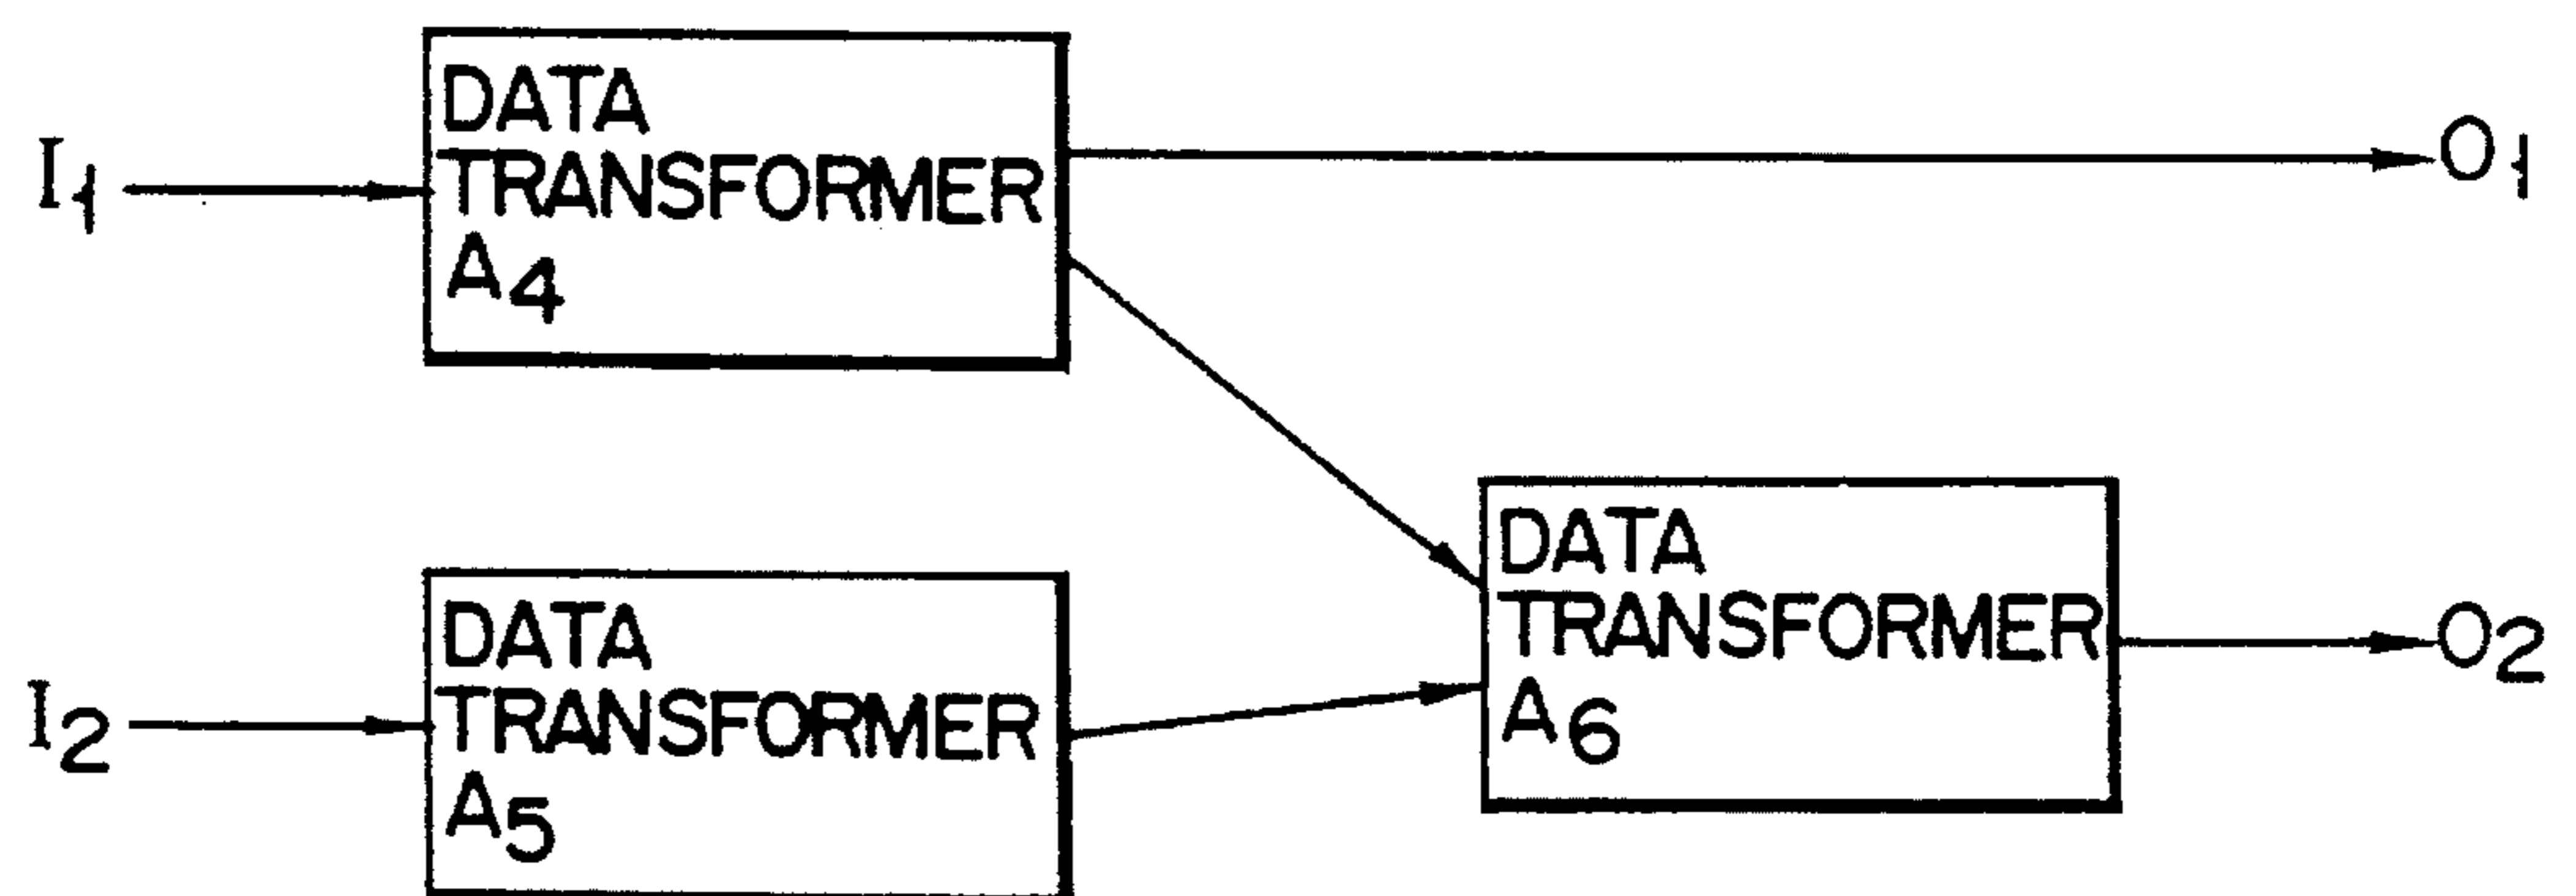 I1
DATA
TRANSFORMER
A4
O1
I2
DATA
TRANSFORMER
A5
DATA
TRANSFORMER
A6
O2